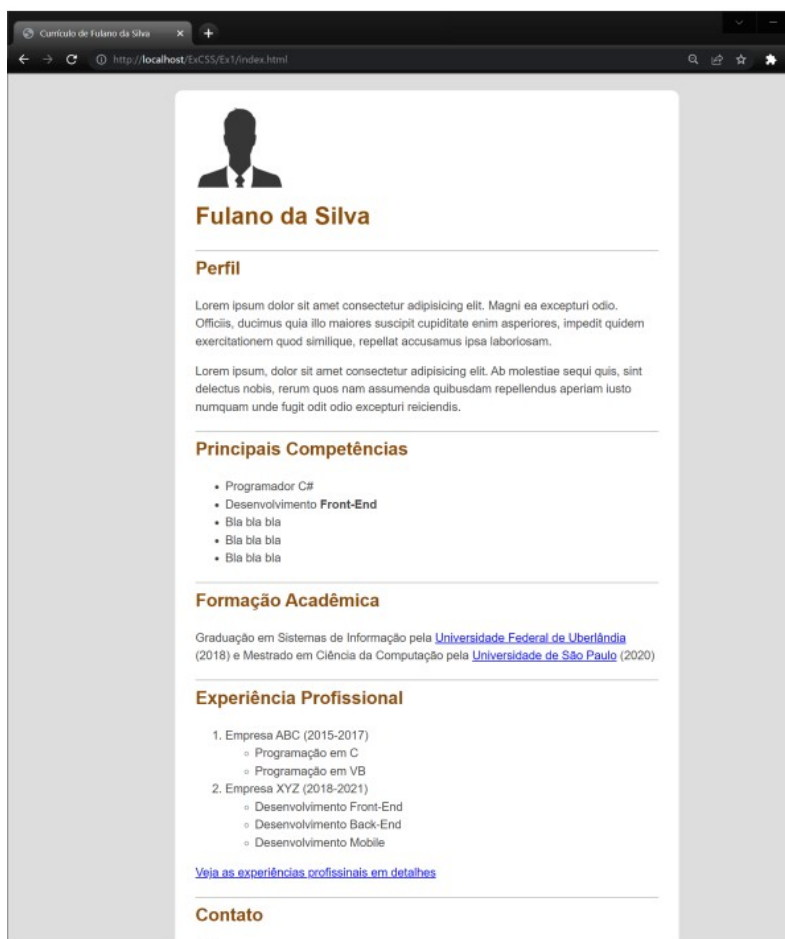 Currículo de Fulano da Silva
http://localhost/ExCSS/Ex1/index.html
Fulano da Silva
Perfil
Lorem ipsum dolor sit amet consectetur adipisicing elit. Magni ea excepturi odio.
Officiis, ducimus quia illo maiores suscipit cupiditate enim asperiores, impedit quidem
exercitationem quod similique, repellat accusamus ipsa laboriosam.
Lorem ipsum, dolor sit amet consectetur adipisicing elit. Ab molestiae sequi quis, sint
delectus nobis, rerum quos nam assumenda quibusdam repellendus aperiam iusto
numquam unde fugit odit odio excepturi reiciendis.
Principais Competências
• Programador C#
• Desenvolvimento Front-End
• Bla bla bla
• Bla bla bla
• Bla bla bla
Formação Acadêmica
Graduação em Sistemas de Informação pela Universidade Federal de Uberlândia
(2018) e Mestrado em Ciência da Computação pela Universidade de São Paulo (2020)
Experiência Profissional
1. Empresa ABC (2015-2017)
◦ Programação em C
◦ Programação em VB
2. Empresa XYZ (2018-2021)
◦ Desenvolvimento Front-End
◦ Desenvolvimento Back-End
◦ Desenvolvimento Mobile
Veja as experiências profissinais em detalhes
Contato